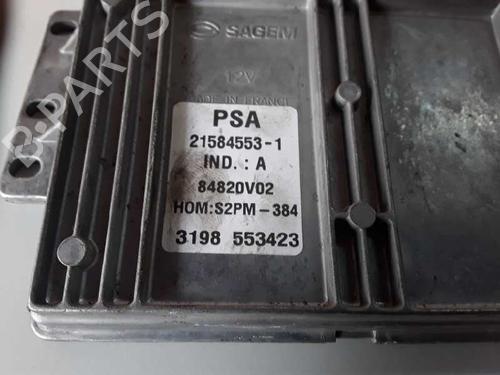 SAGEM
12V
MADE IN FRANCE
PSA
21584553-1
IND. : A
84820V02
HOM:S2PM-384
3198 553423
B-PARTS